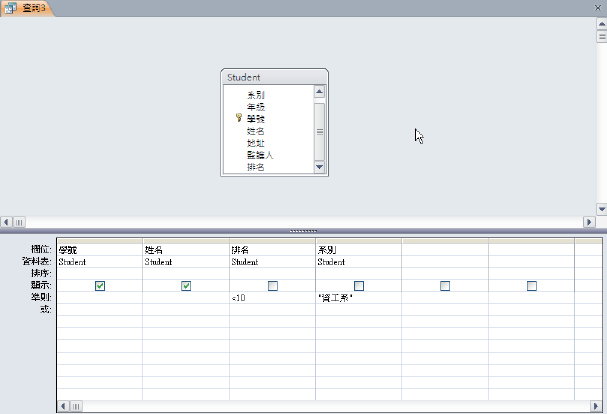 查詢3
Student
系別
年級
學號
姓名
地址
監護人
排名
欄位: 學號 姓名 排名 系別
資料表: Student Student Student Student
排序:
顯示:
準則: <10 "資工系"
或: